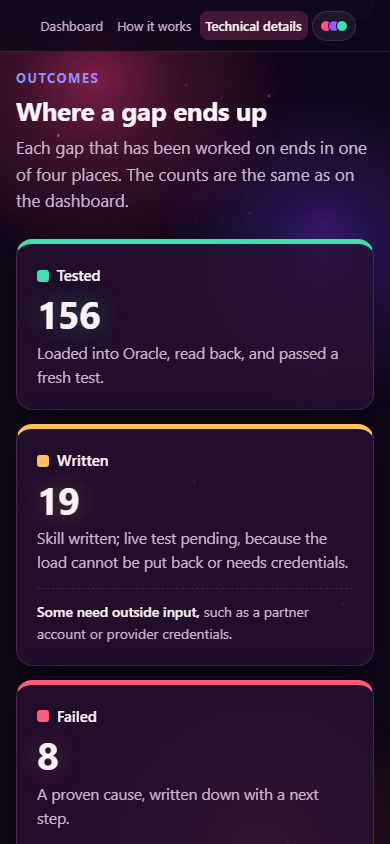 Dashboard How it works Technical details
OUTCOMES
Where a gap ends up
Each gap that has been worked on ends in one
of four places. The counts are the same as on
the dashboard.
Tested
156
Loaded into Oracle, read back, and passed a
fresh test.
Written
19
Skill written; live test pending, because the
load cannot be put back or needs credentials.
Some need outside input, such as a partner
account or provider credentials.
Failed
8
A proven cause, written down with a next
step.